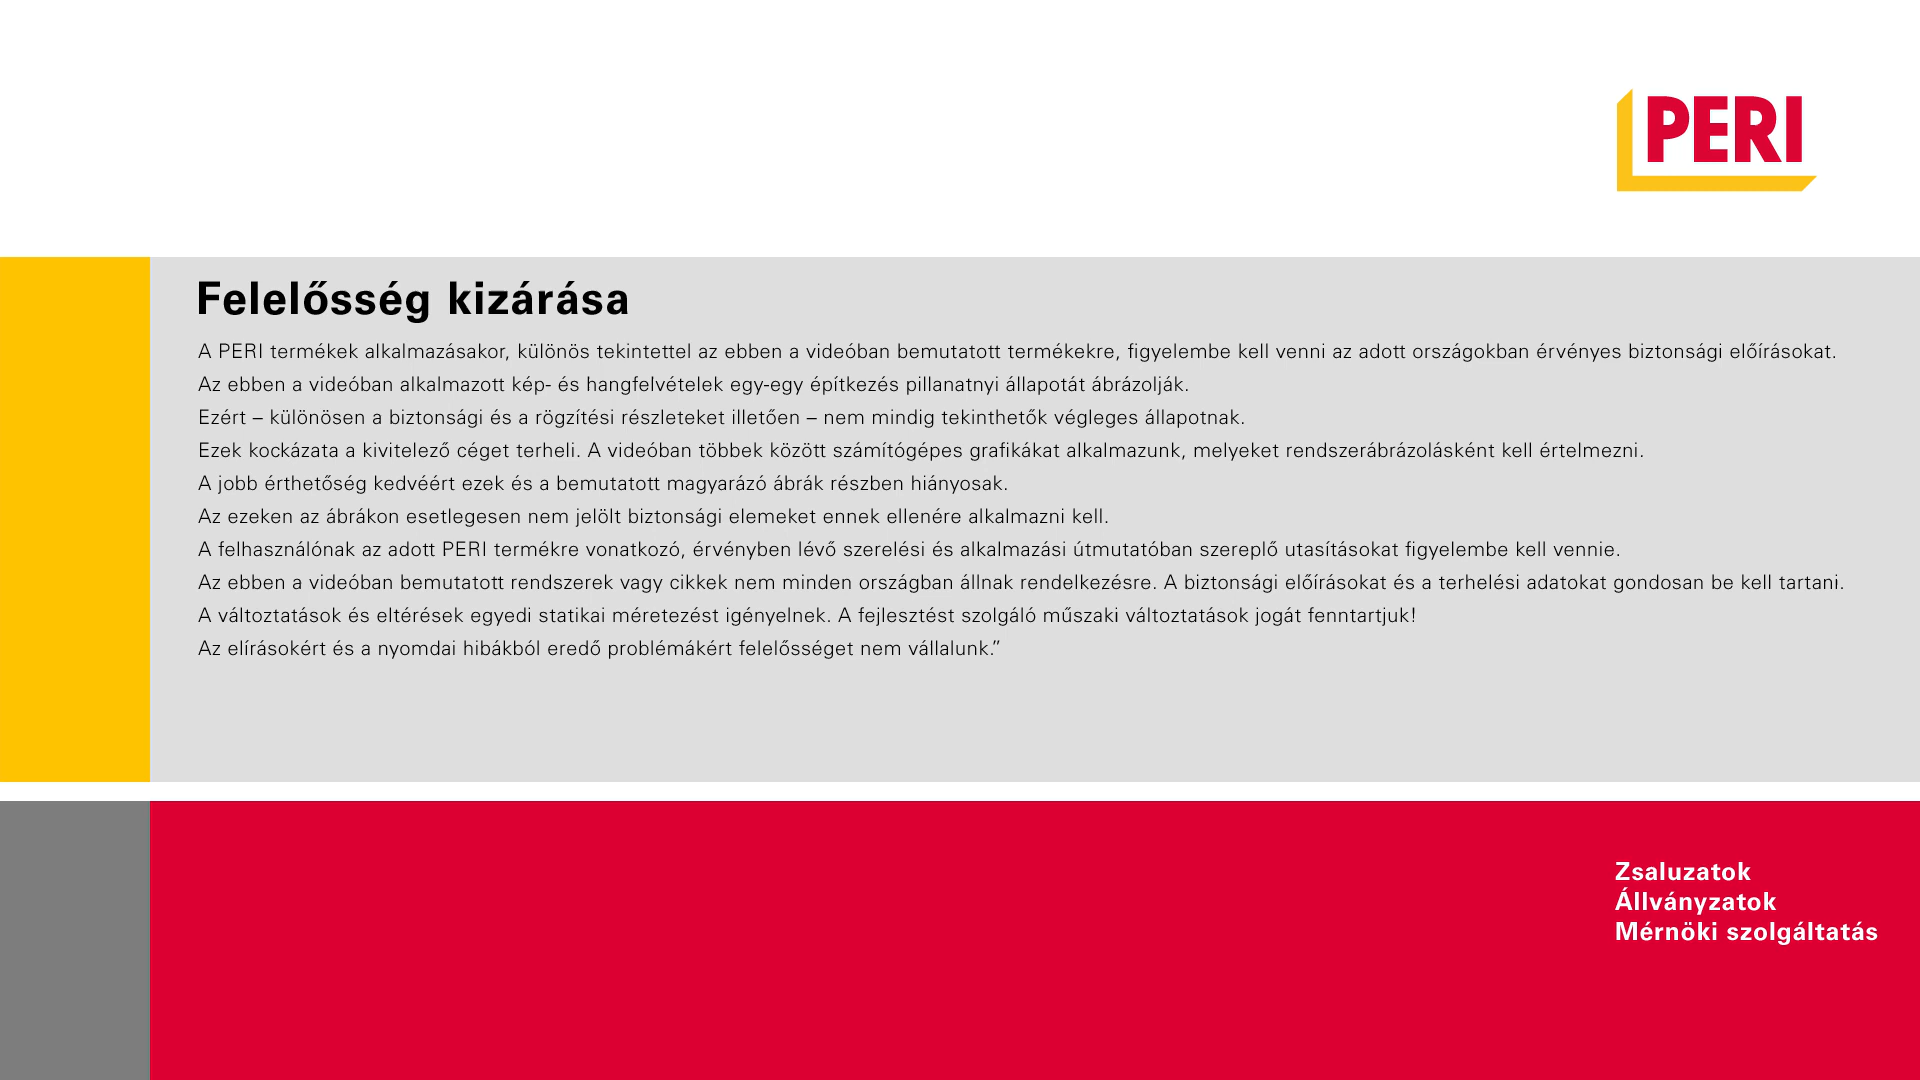 PERI
Felelősség kizárása
A PERI termékek alkalmazásakor, különös tekintettel az ebben a videóban bemutatott termékekre, figyelembe kell venni az adott országokban érvényes biztonsági előírásokat.
Az ebben a videóban alkalmazott kép- és hangfelvételek egy-egy építkezés pillanatnyi állapotát ábrázolják.
Ezért – különösen a biztonsági és a rögzítési részleteket illetően – nem mindig tekinthetők végleges állapotnak.
Ezek kockázata a kivitelező céget terheli. A videóban többek között számítógépes grafikákat alkalmazunk, melyeket rendszerábrázolásként kell értelmezni.
A jobb érthetőség kedvéért ezek és a bemutatott magyarázó ábrák részben hiányosak.
Az ezeken az ábrákon esetlegesen nem jelölt biztonsági elemeket ennek ellenére alkalmazni kell.
A felhasználónak az adott PERI termékre vonatkozó, érvényben lévő szerelési és alkalmazási útmutatóban szereplő utasításokat figyelembe kell vennie.
Az ebben a videóban bemutatott rendszerek vagy cikkek nem minden országban állnak rendelkezésre. A biztonsági előírásokat és a terhelési adatokat gondosan be kell tartani.
A változtatások és eltérések egyedi statikai méretezést igényelnek. A fejlesztést szolgáló műszaki változtatások jogát fenntartjuk!
Az elírásokért és a nyomdai hibákból eredő problémákért felelősséget nem vállalunk.”
Zsaluzatok
Állványzatok
Mérnöki szolgáltatás